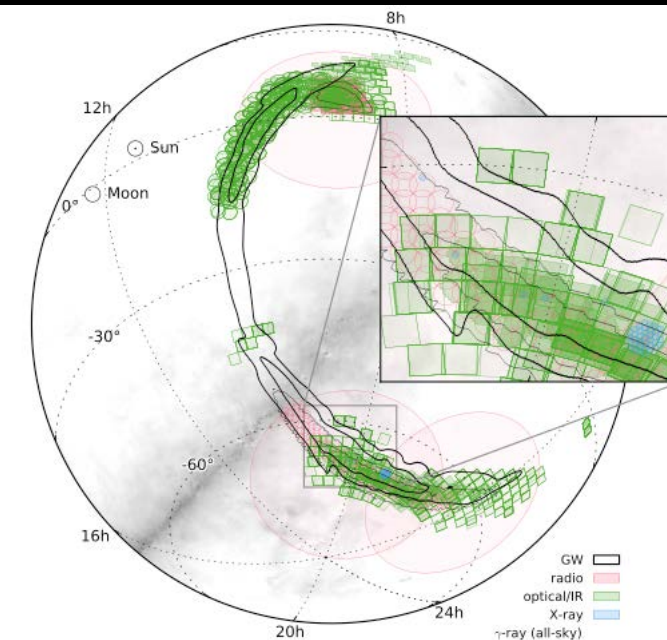 8h
12h
Sun
Moon
0°
-30°
-60°
16h
20h
24h
GW
radio
optical/IR
X-ray
γ-ray (all-sky)